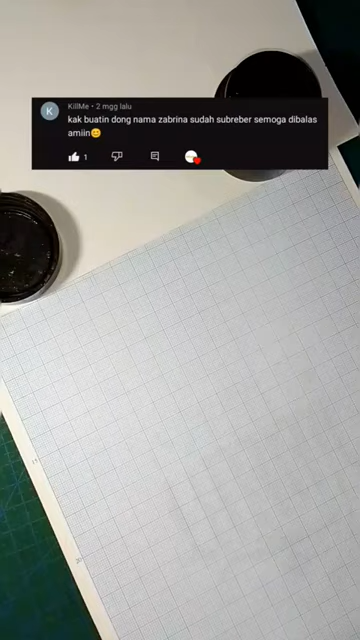 KillMe • 2 mgg lalu
kak buatin dong nama zabrina sudah subreber semoga dibalas
amiin😊
1